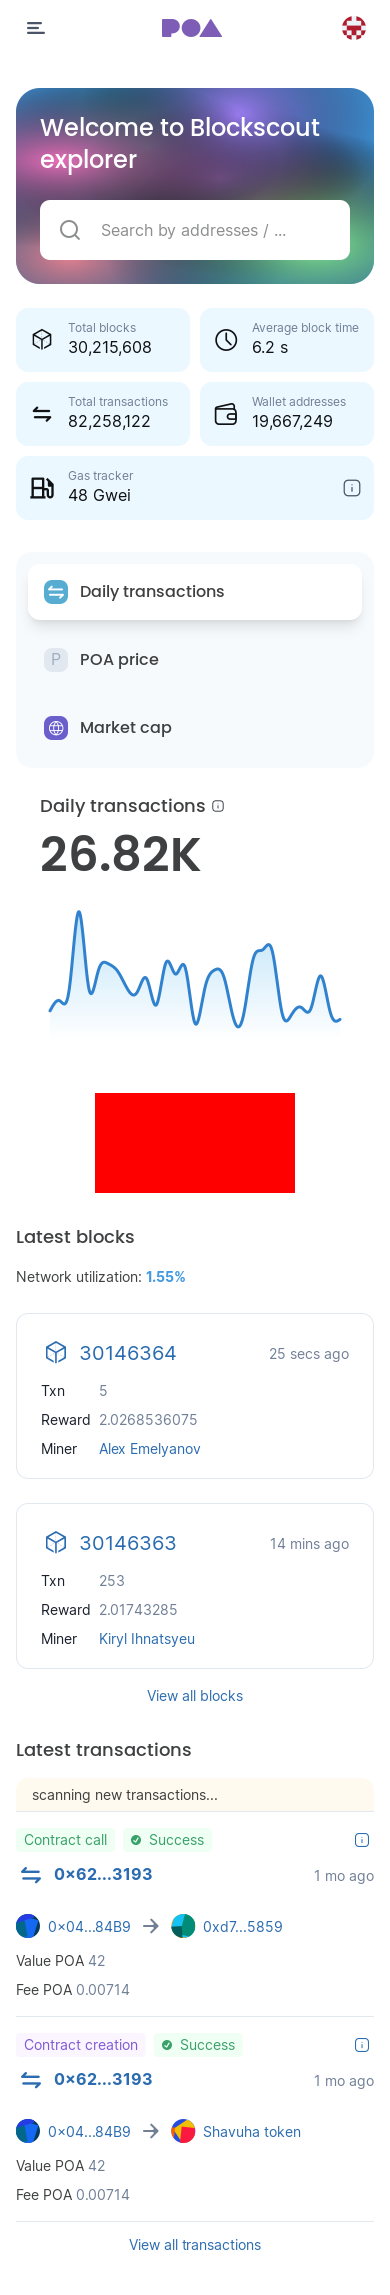 POA
Welcome to Blockscout
explorer
Search by addresses / ...
Total blocks
30,215,608
Average block time
6.2 s
Total transactions
82,258,122
Wallet addresses
19,667,249
Gas tracker
48 Gwei
Daily transactions
P POA price
Market cap
Daily transactions
26.82K
Latest blocks
Network utilization: 1.55%
30146364 25 secs ago
Txn 5
Reward 2.0268536075
Miner Alex Emelyanov
30146363 14 mins ago
Txn 253
Reward 2.01743285
Miner Kiryl Ihnatsyeu
View all blocks
Latest transactions
scanning new transactions...
Contract call Success
0x62...3193 1 mo ago
0x04...84B9 0xd7...5859
Value POA 42
Fee POA 0.00714
Contract creation Success
0x62...3193 1 mo ago
0x04...84B9 Shavuha token
Value POA 42
Fee POA 0.00714
View all transactions